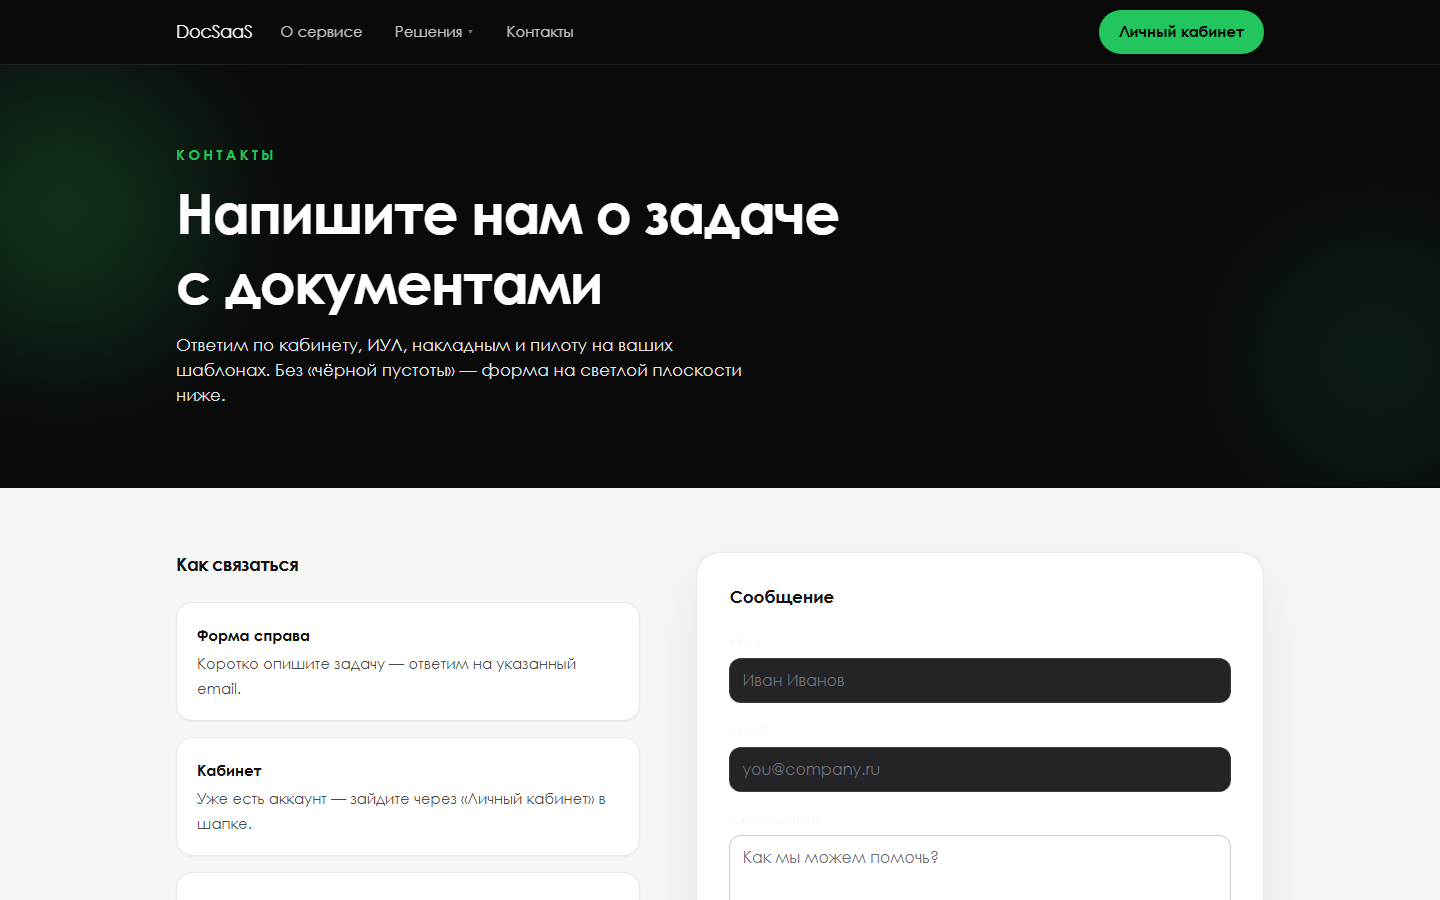 DocSaaS
О сервисе
Решения
Контакты
Личный кабинет
КОНТАКТЫ
Напишите нам о задаче
с документами
Ответим по кабинету, ИУЛ, накладным и пилоту на ваших
шаблонах. Без «чёрной пустоты» — форма на светлой плоскости
ниже.
Как связаться
Форма справа
Коротко опишите задачу — ответим на указанный
email.
Кабинет
Уже есть аккаунт — зайдите через «Личный кабинет» в
шапке.
Сообщение
Имя
Иван Иванов
Email
you@company.ru
Сообщение
Как мы можем помочь?